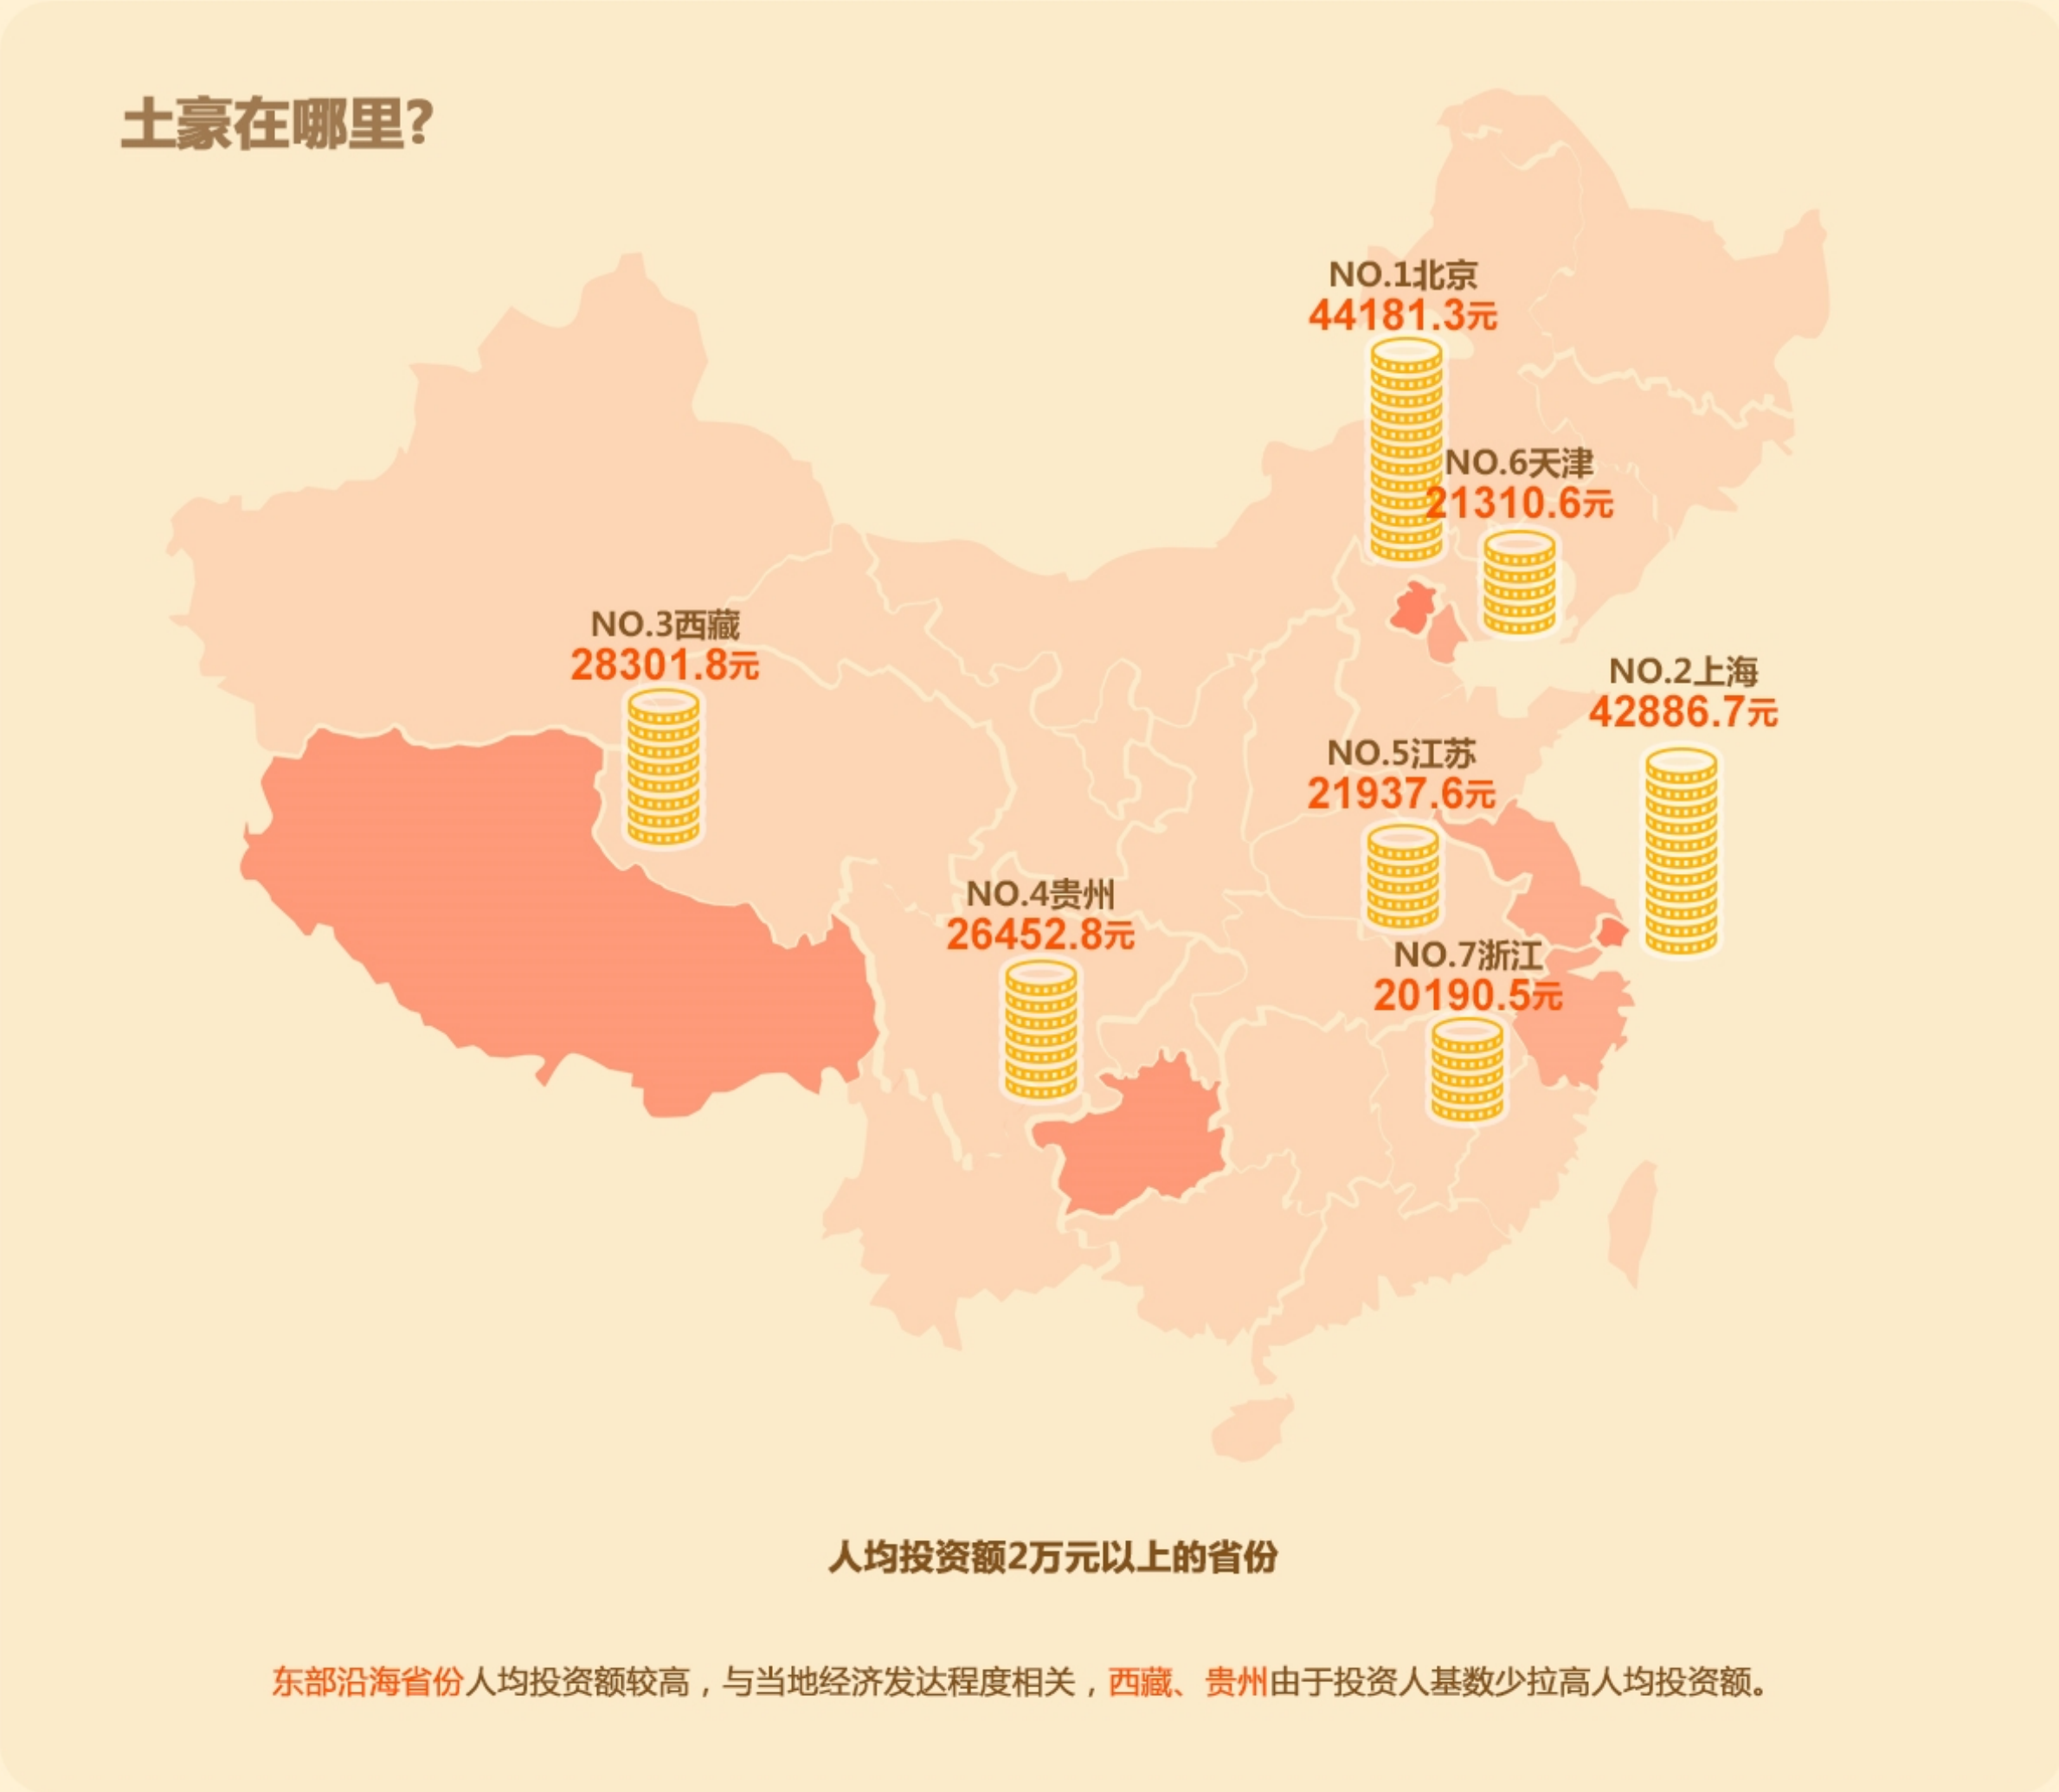 土豪在哪里?
NO.1北京
44181.3元
NO.6天津
21310.6元
NO.3西藏
28301.8元
NO.2上海
42886.7元
NO.5江苏
21937.6元
NO.4贵州
26452.8元
NO.7浙江
20190.5元
人均投资额2万元以上的省份
东部沿海省份人均投资额较高，与当地经济发达程度相关，西藏、贵州由于投资人基数少拉高人均投资额。